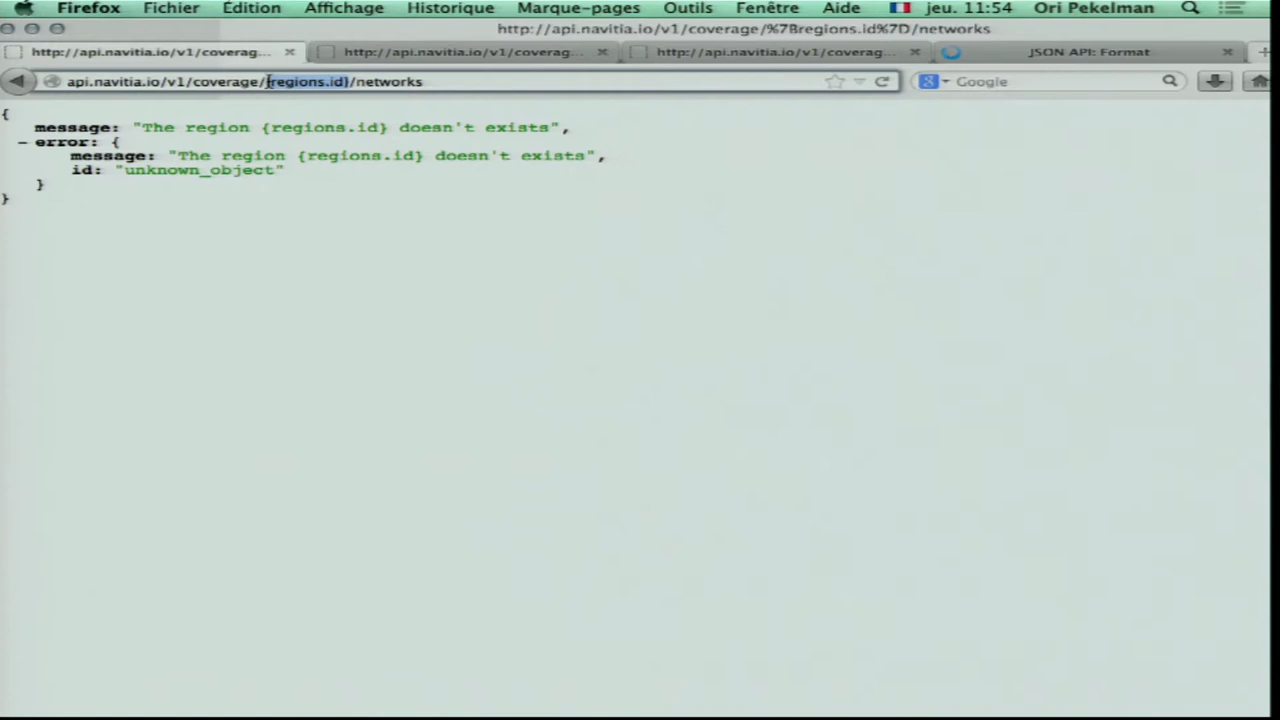 Firefox Fichier Édition Affichage Historique Marque-pages Outils Fenêtre Aide jeu. 11:54 Ori Pekelman
http://api.navitia.io/v1/coverage/%7Bregions.id%7D/networks
http://api.navitia.io/v1/coverag... http://api.navitia.io/v1/coverag... http://api.navitia.io/v1/coverag... JSON API: Format
api.navitia.io/v1/coverage/{regions.id}/networks Google
{
message: "The region {regions.id} doesn't exists",
– error: {
message: "The region {regions.id} doesn't exists",
id: "unknown_object"
}
}